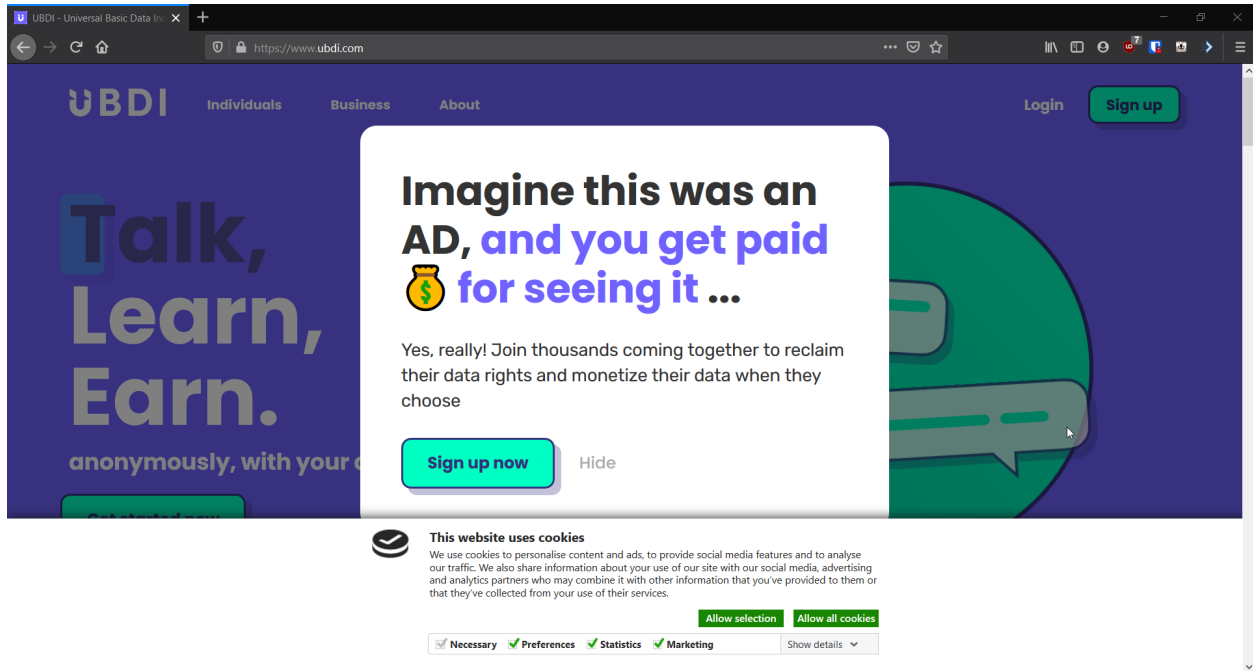 UBDI - Universal Basic Data Inc
https://www.ubdi.com
7
UBDI
Individuals
Business
About
Login
Sign up
Talk,
Learn,
Earn.
anonymously, with your
Get started now
Imagine this was an
AD, and you get paid
for seeing it ...
Yes, really! Join thousands coming together to reclaim
their data rights and monetize their data when they
choose
Sign up now
Hide
This website uses cookies
We use cookies to personalise content and ads, to provide social media features and to analyse
our traffic. We also share information about your use of our site with our social media, advertising
and analytics partners who may combine it with other information that you've provided to them or
that they've collected from your use of their services.
Allow selection
Allow all cookies
Necessary
Preferences
Statistics
Marketing
Show details